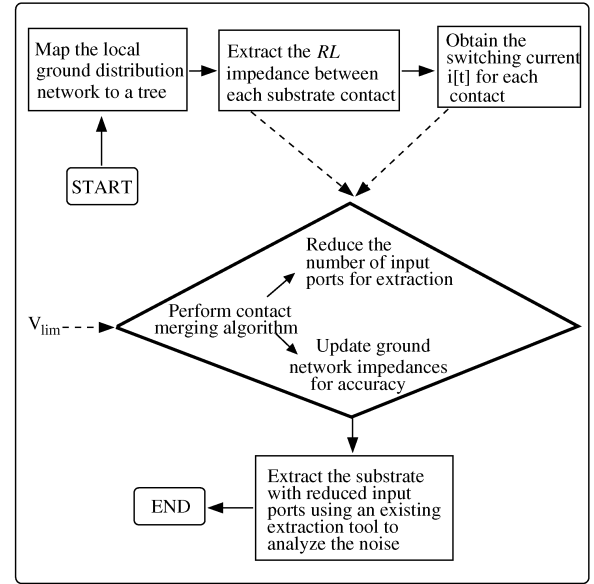 Map the local
ground distribution
network to a tree
Extract the RL
impedance between
each substrate contact
Obtain the
switching current
i[t] for each
contact
START
Reduce the
number of input
ports for extraction
Perform contact
merging algorithm
Vlim
Update ground
network impedances
for accuracy
Extract the substrate
with reduced input
ports using an existing
extraction tool to
analyze the noise
END